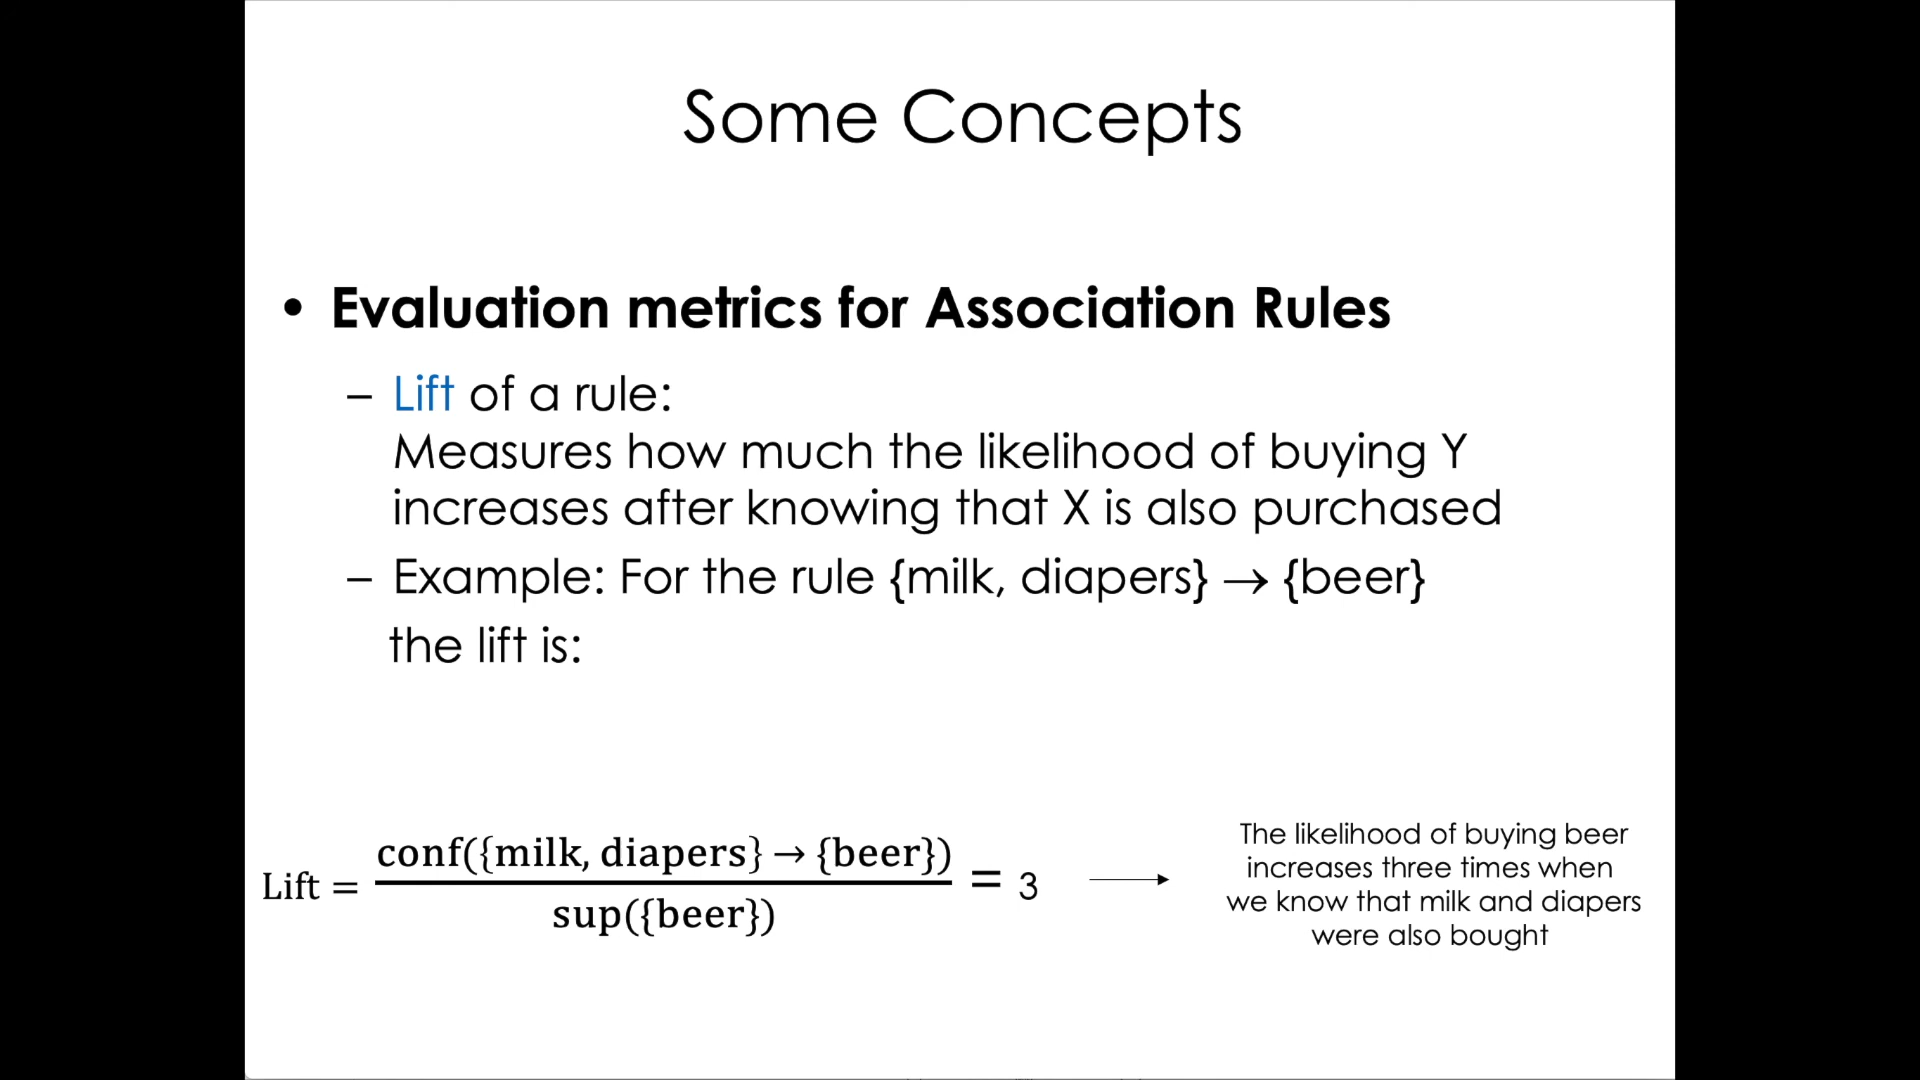 Some Concepts
• Evaluation metrics for Association Rules
– Lift of a rule:
Measures how much the likelihood of buying Y
increases after knowing that X is also purchased
– Example: For the rule {milk, diapers} → {beer}
the lift is:
Lift = conf({milk, diapers} → {beer}) / sup({beer}) = 3
The likelihood of buying beer
increases three times when
we know that milk and diapers
were also bought